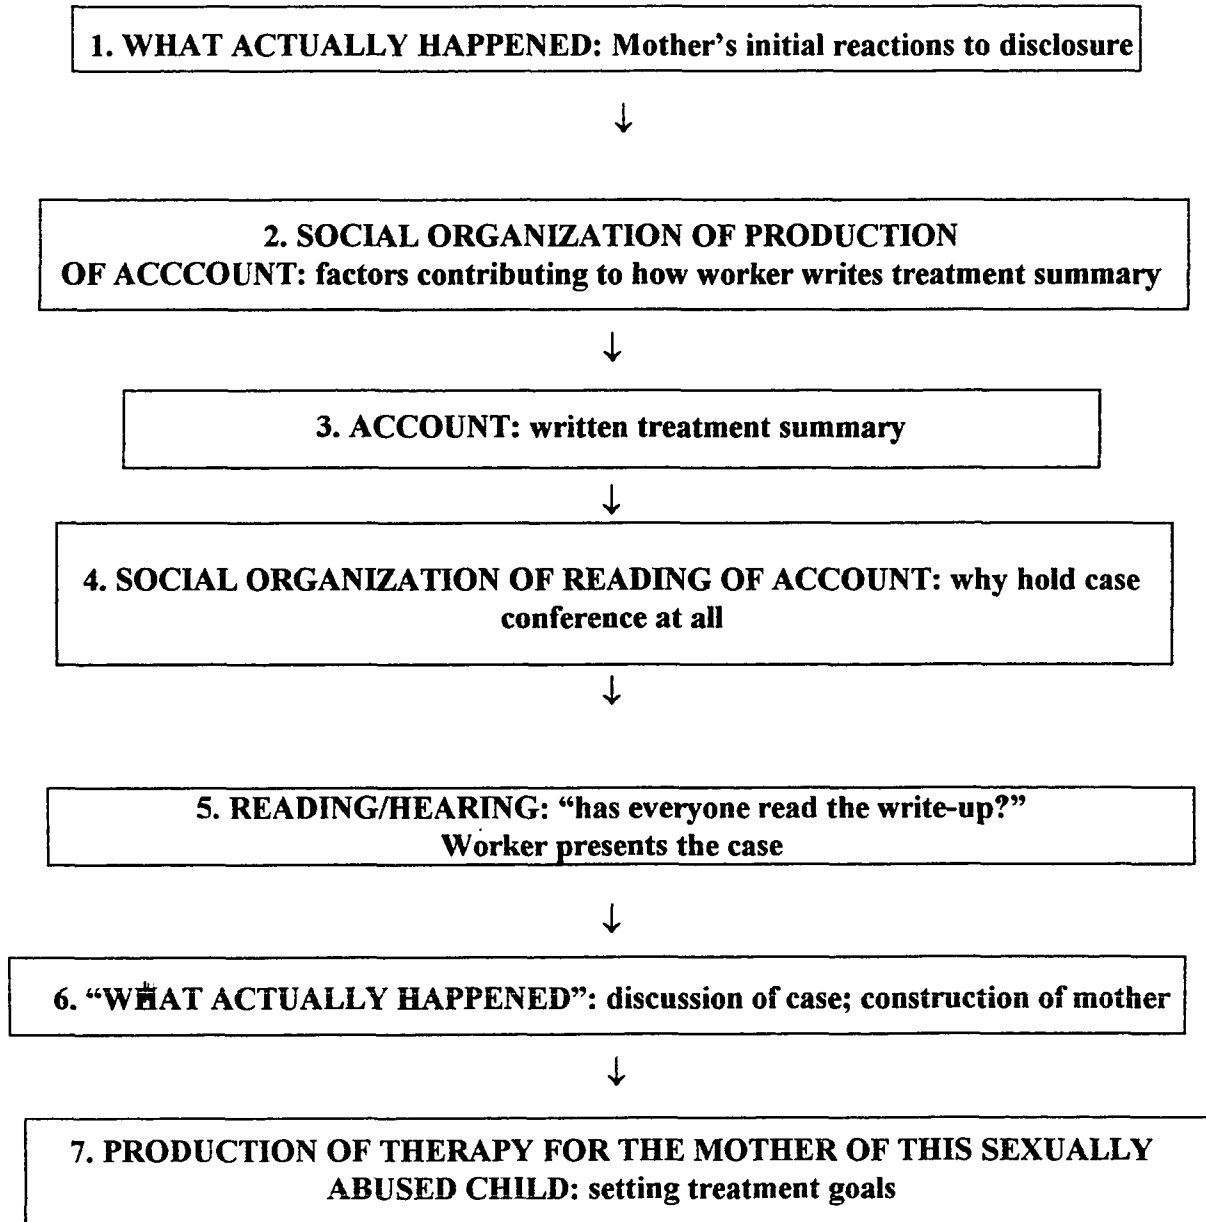 1. WHAT ACTUALLY HAPPENED: Mother's initial reactions to disclosure
↓
2. SOCIAL ORGANIZATION OF PRODUCTION
OF ACCCOUNT: factors contributing to how worker writes treatment summary
↓
3. ACCOUNT: written treatment summary
↓
4. SOCIAL ORGANIZATION OF READING OF ACCOUNT: why hold case
conference at all
↓
5. READING/HEARING: “has everyone read the write-up?”
Worker presents the case
↓
6. “WHAT ACTUALLY HAPPENED”: discussion of case; construction of mother
↓
7. PRODUCTION OF THERAPY FOR THE MOTHER OF THIS SEXUALLY
ABUSED CHILD: setting treatment goals